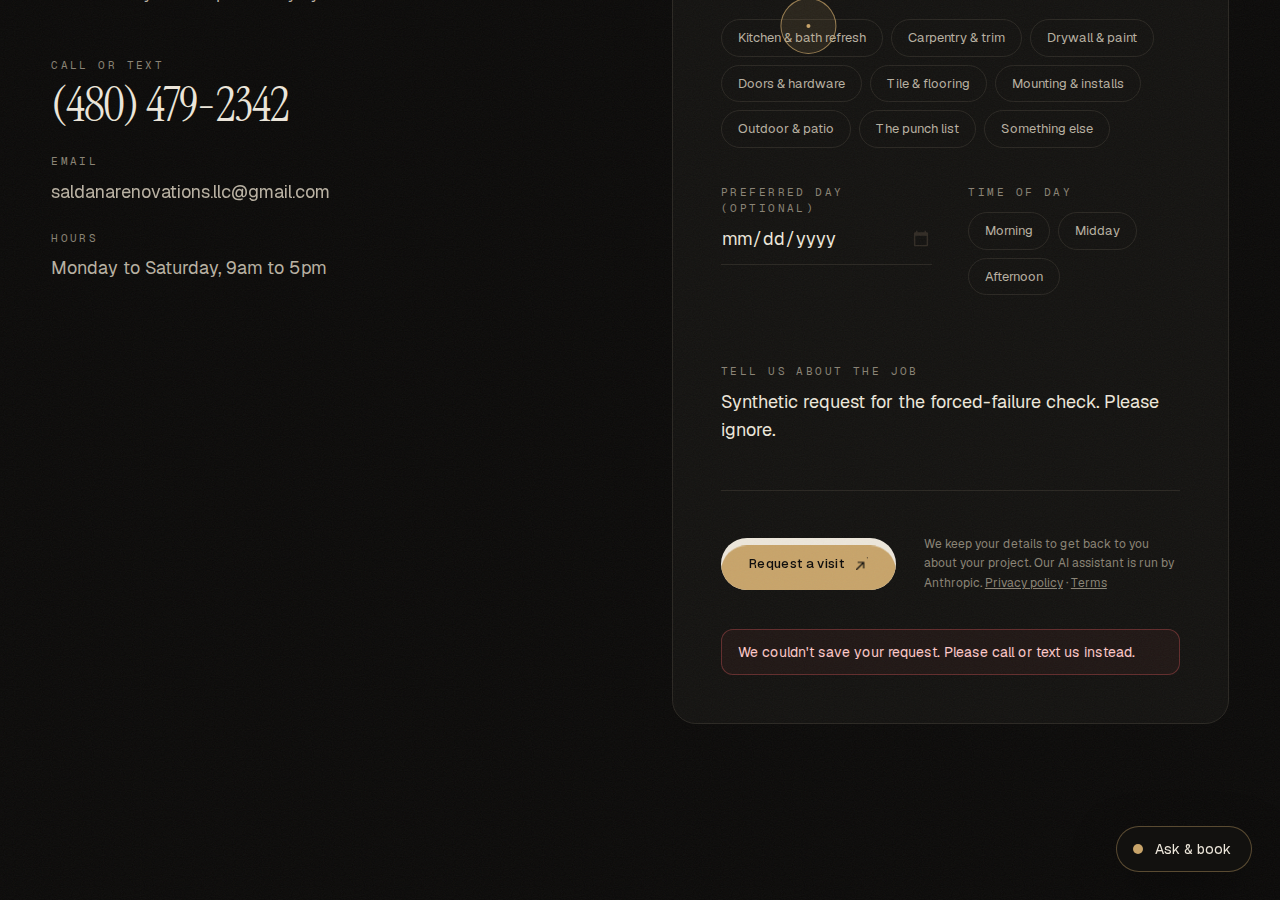 CALL OR TEXT
(480) 479-2342
EMAIL
saldanarenovations.llc@gmail.com
HOURS
Monday to Saturday, 9am to 5pm
Kitchen & bath refresh
Carpentry & trim
Drywall & paint
Doors & hardware
Tile & flooring
Mounting & installs
Outdoor & patio
The punch list
Something else
PREFERRED DAY
(OPTIONAL)
mm/dd/yyyy
TIME OF DAY
Morning
Midday
Afternoon
TELL US ABOUT THE JOB
Synthetic request for the forced-failure check. Please
ignore.
Request a visit
We keep your details to get back to you
about your project. Our AI assistant is run by
Anthropic. Privacy policy · Terms
We couldn't save your request. Please call or text us instead.
Ask & book